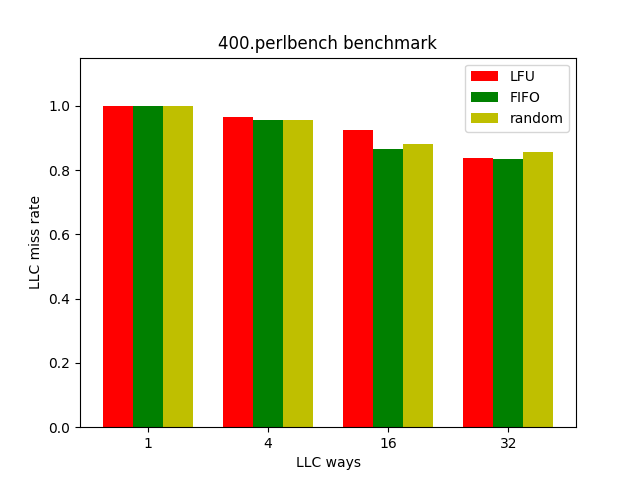 400.perlbench benchmark
LFU
FIFO
random
LLC miss rate
1.0
0.8
0.6
0.4
0.2
0.0
1 4 16 32
LLC ways